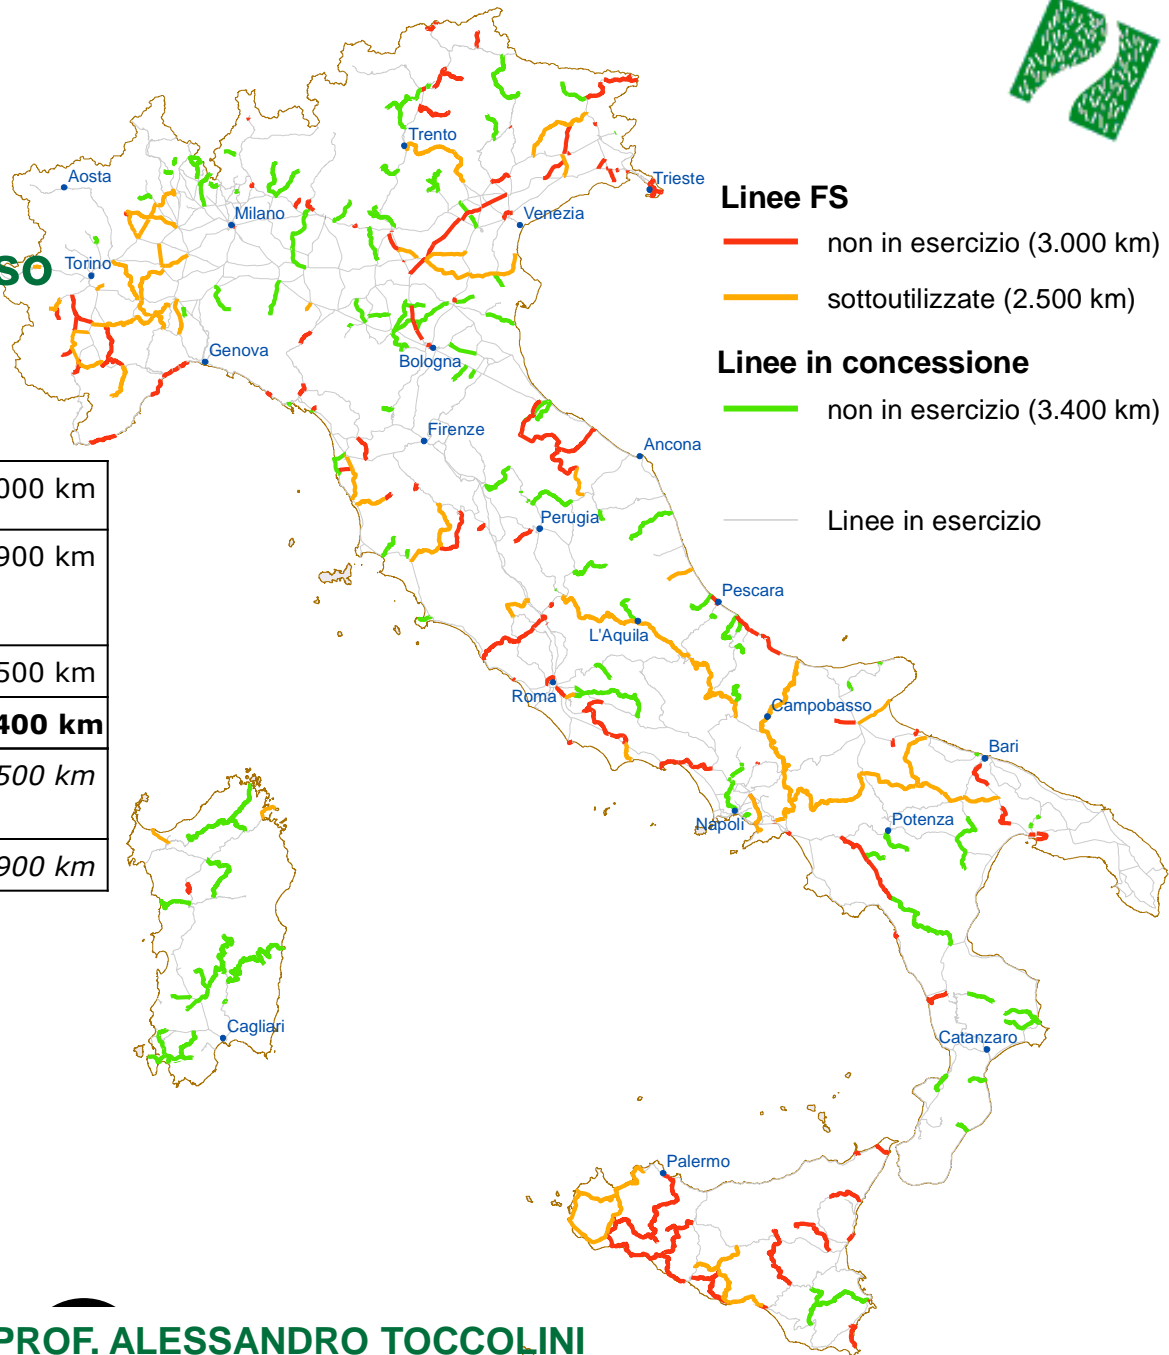 Linee FS
non in esercizio (3.000 km)
sottoutilizzate (2.500 km)
Linee in concessione
non in esercizio (3.400 km)
Linee in esercizio
Trento
Aosta
Trieste
Milano
Venezia
so
Torino
Genova
Bologna
Firenze
Ancona
Perugia
Pescara
L'Aquila
Roma
Campobasso
Bari
Napoli
Potenza
Cagliari
Catanzaro
Palermo
000 km
900 km
500 km
400 km
500 km
900 km
PROF. ALESSANDRO TOCCOLINI